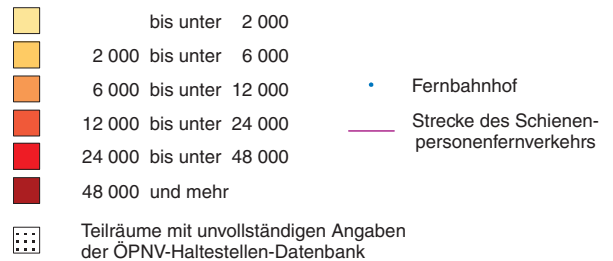 bis unter 2 000
2 000 bis unter 6 000
6 000 bis unter 12 000
12 000 bis unter 24 000
24 000 bis unter 48 000
48 000 und mehr
Teilräume mit unvollständigen Angaben
der ÖPNV-Haltestellen-Datenbank
Fernbahnhof
Strecke des Schienen-
personenfernverkehrs